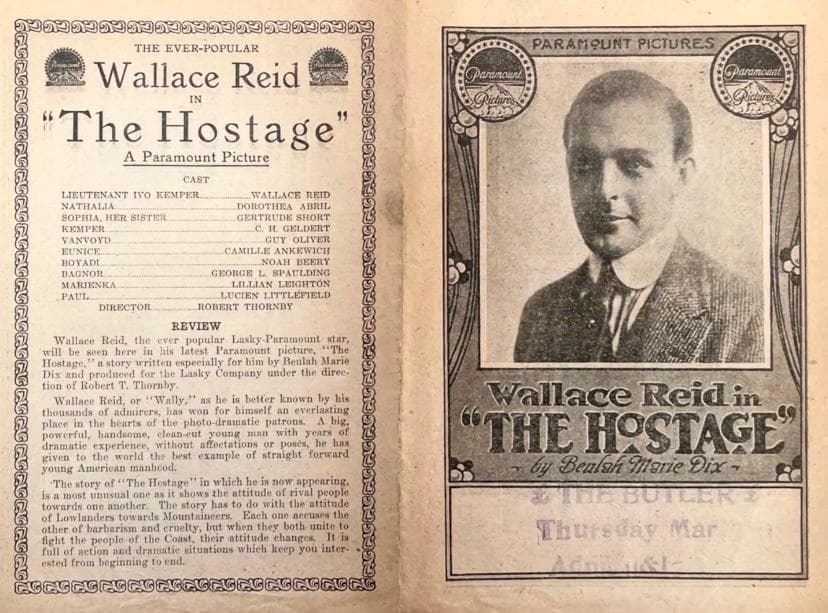 THE EVER-POPULAR
Paramount
Wallace Reid
IN
"The Hostage"
A Paramount Picture
CAST
LIEUTENANT IVO KEMPER WALLACE REID
NATHALIA DOROTHEA ABRIL
SOPHIA, HER SISTER GERTRUDE SHORT
KEMPER C. H. GELDERT
VANVOYD GUY OLIVER
EUNICE CAMILLE ANKEWICH
BOYADI NOAH BEERY
BAGNOR GEORGE L. SPAULDING
MARIENKA LILLIAN LEIGHTON
PAUL LUCIEN LITTLEFIELD
DIRECTOR ROBERT THORNBY
REVIEW
Wallace Reid, the ever popular Lasky-Paramount star,
will be seen here in his latest Paramount picture, "The
Hostage," a story written especially for him by Beulah Marie
Dix and produced for the Lasky Company under the direc-
tion of Robert T. Thornby.
Wallace Reid, or "Wally," as he is better known by his
thousands of admirers, has won for himself an everlasting
place in the hearts of the photo-dramatic patrons. A big,
powerful, handsome, clean-cut young man with years of
dramatic experience, without affectations or poses, he has
given to the world the best example of straight forward
young American manhood.
The story of "The Hostage" in which he is now appearing,
is a most unusual one as it shows the attitude of rival people
towards one another. The story has to do with the attitude
of Lowlanders towards Mountaineers. Each one accuses the
other of barbarism and cruelty, but when they both unite to
fight the people of the Coast, their attitude changes. It is
full of action and dramatic situations which keep you inter-
ested from beginning to end.
PARAMOUNT PICTURES
Paramount Pictures
Paramount Pictures
Wallace Reid in
"THE HOSTAGE"
by Beulah Marie Dix
THE BUTLER
Thursday Mar